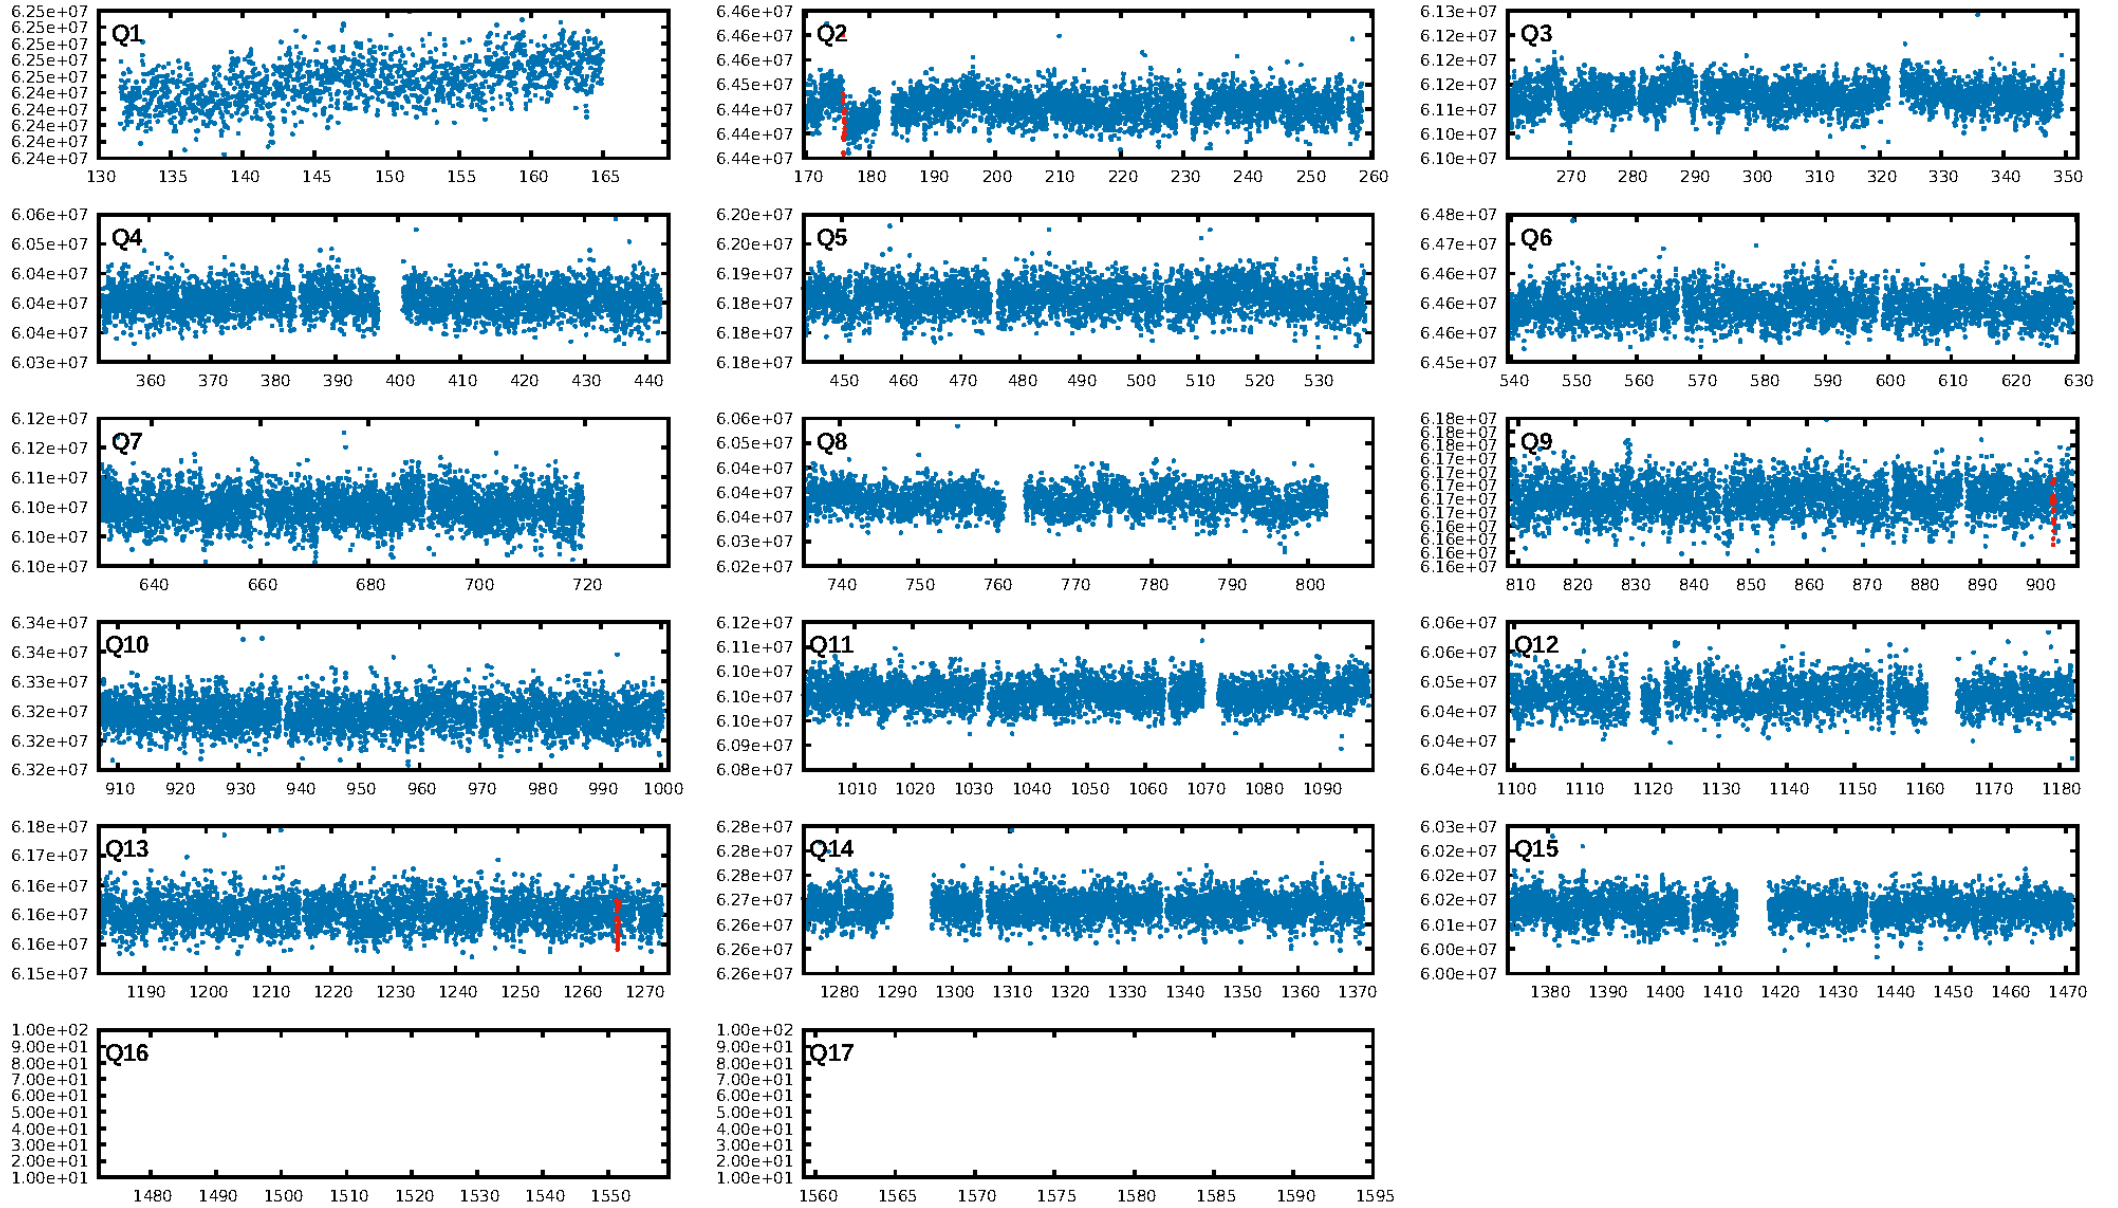 6.25e+07
6.25e+07
6.25e+07
6.25e+07
6.25e+07
6.24e+07
6.24e+07
6.24e+07
6.24e+07
6.24e+07
Q1
130 135 140 145 150 155 160 165
6.46e+07
6.46e+07
6.46e+07
6.45e+07
6.44e+07
6.44e+07
6.44e+07
Q2
170 180 190 200 210 220 230 240 250 260
6.13e+07
6.12e+07
6.12e+07
6.11e+07
6.10e+07
6.10e+07
Q3
270 280 290 300 310 320 330 340 350
6.06e+07
6.05e+07
6.04e+07
6.04e+07
6.04e+07
6.03e+07
Q4
360 370 380 390 400 410 420 430 440
6.20e+07
6.20e+07
6.19e+07
6.18e+07
6.18e+07
6.18e+07
Q5
450 460 470 480 490 500 510 520 530
6.48e+07
6.47e+07
6.46e+07
6.46e+07
6.46e+07
6.45e+07
Q6
540 550 560 570 580 590 600 610 620 630
6.12e+07
6.12e+07
6.11e+07
6.10e+07
6.10e+07
6.10e+07
Q7
640 660 680 700 720
6.06e+07
6.05e+07
6.04e+07
6.04e+07
6.04e+07
6.03e+07
6.02e+07
Q8
740 750 760 770 780 790 800
6.18e+07
6.18e+07
6.18e+07
6.17e+07
6.17e+07
6.17e+07
6.17e+07
6.17e+07
6.16e+07
6.16e+07
6.16e+07
6.16e+07
Q9
810 820 830 840 850 860 870 880 890 900
6.34e+07
6.34e+07
6.33e+07
6.32e+07
6.32e+07
6.32e+07
Q10
910 920 930 940 950 960 970 980 990 1000
6.12e+07
6.11e+07
6.10e+07
6.10e+07
6.10e+07
6.09e+07
6.08e+07
Q11
1010 1020 1030 1040 1050 1060 1070 1080 1090
6.06e+07
6.06e+07
6.05e+07
6.04e+07
6.04e+07
6.04e+07
Q12
1100 1110 1120 1130 1140 1150 1160 1170 1180
6.18e+07
6.17e+07
6.16e+07
6.16e+07
6.16e+07
6.15e+07
Q13
1190 1200 1210 1220 1230 1240 1250 1260 1270
6.28e+07
6.28e+07
6.28e+07
6.27e+07
6.26e+07
6.26e+07
6.26e+07
Q14
1280 1290 1300 1310 1320 1330 1340 1350 1360 1370
6.03e+07
6.02e+07
6.02e+07
6.02e+07
6.01e+07
6.00e+07
6.00e+07
Q15
1380 1390 1400 1410 1420 1430 1440 1450 1460 1470
1.00e+02
9.00e+01
8.00e+01
7.00e+01
6.00e+01
5.00e+01
4.00e+01
3.00e+01
2.00e+01
1.00e+01
Q16
1480 1490 1500 1510 1520 1530 1540 1550
1.00e+02
9.00e+01
8.00e+01
7.00e+01
6.00e+01
5.00e+01
4.00e+01
3.00e+01
2.00e+01
1.00e+01
Q17
1560 1565 1570 1575 1580 1585 1590 1595